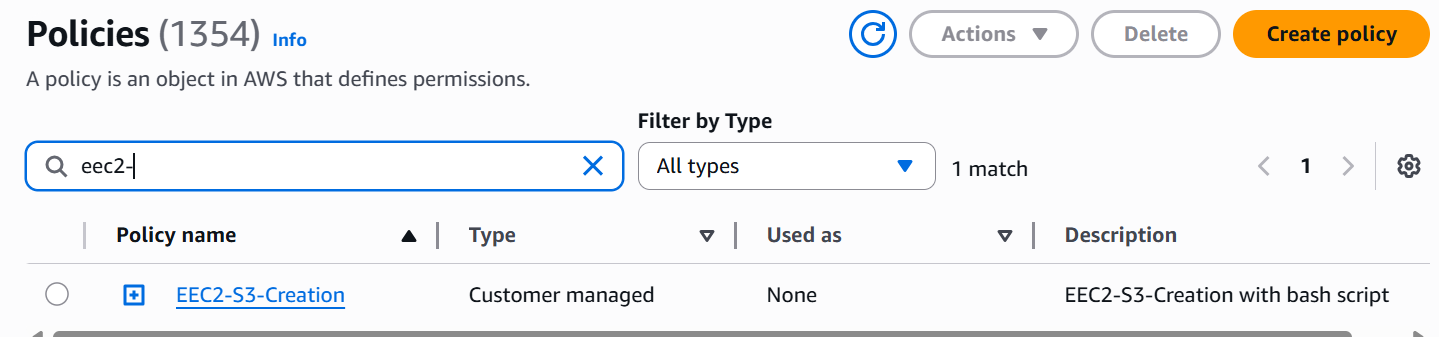 Policies (1354) Info
Actions
Delete
Create policy
A policy is an object in AWS that defines permissions.
Filter by Type
eec2-
All types
1 match
1
Policy name
Type
Used as
Description
EEC2-S3-Creation
Customer managed
None
EEC2-S3-Creation with bash script